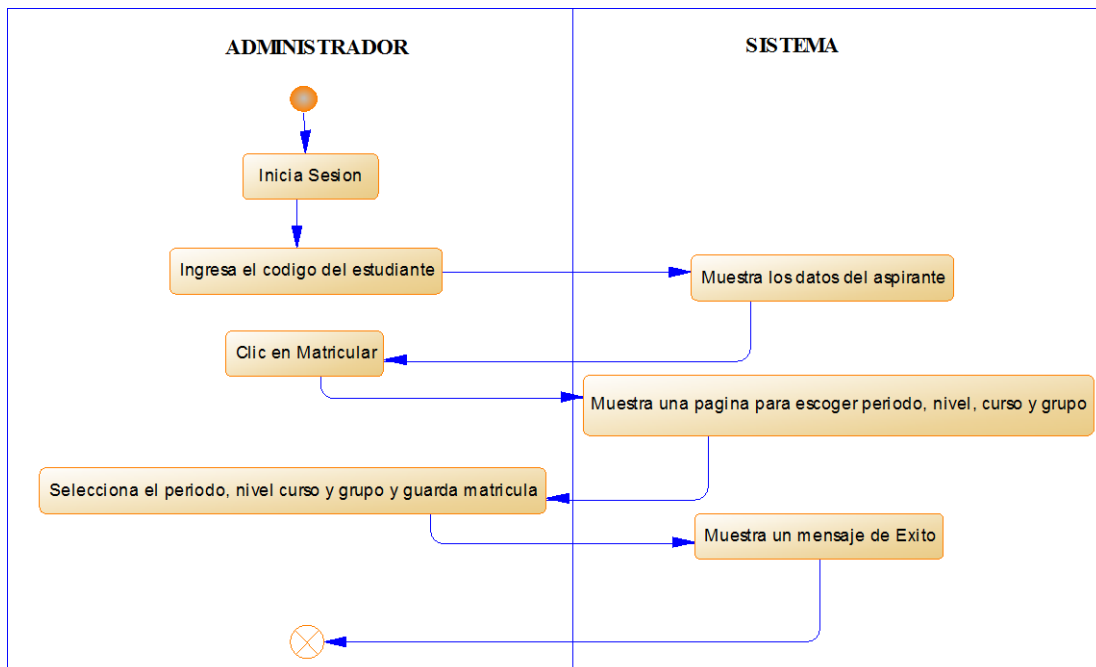 ADMINISTRADOR
SISTEMA
Inicia Sesion
Ingresa el codigo del estudiante
Muestra los datos del aspirante
Clic en Matricular
Muestra una pagina para escoger periodo, nivel, curso y grupo
Selecciona el periodo, nivel curso y grupo y guarda matricula
Muestra un mensaje de Exito